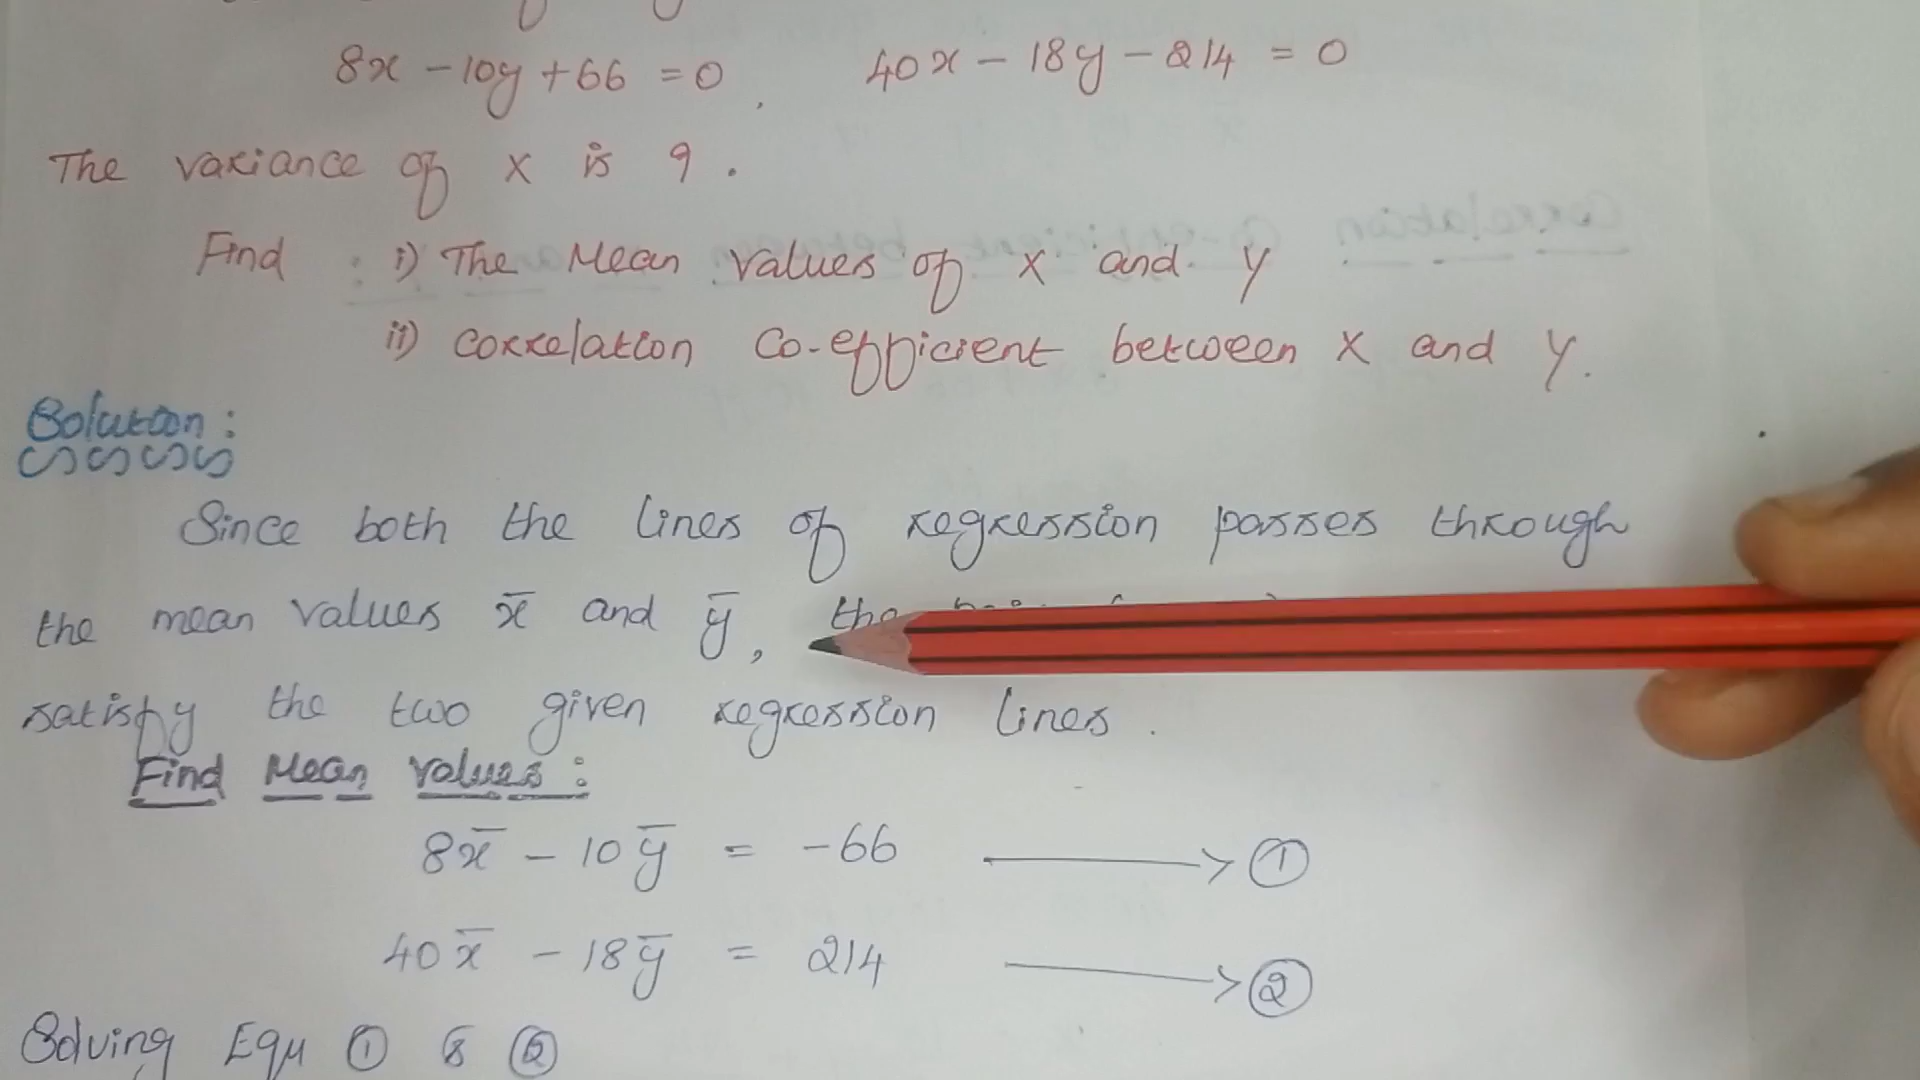 8x - 10y + 66 = 0, 40x - 18y - 214 = 0
The variance of x is 9.
Find : i) The Mean values of x and y
ii) Correlation Co-efficient between x and y.
Solution:
Since both the lines of regression passes through
the mean values x̅ and y̅,
satisfy the two given regression lines.
Find Mean values:
8x̅ - 10y̅ = -66 → ①
40x̅ - 18y̅ = 214 → ②
Solving Equ ① & ②